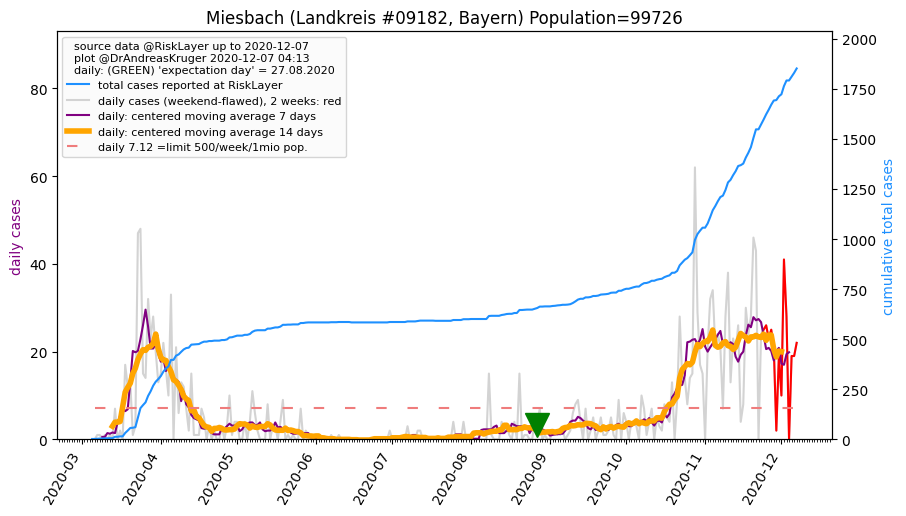 Miesbach (Landkreis #09182, Bayern) Population=99726
source data @RiskLayer up to 2020-12-07
plot @DrAndreasKruger 2020-12-07 04:13
daily: (GREEN) 'expectation day' = 27.08.2020
total cases reported at RiskLayer
daily cases (weekend-flawed), 2 weeks: red
daily: centered moving average 7 days
daily: centered moving average 14 days
daily 7.12 =limit 500/week/1mio pop.
daily cases
80
60
40
20
0
cumulative total cases
2000
1750
1500
1250
1000
750
500
250
0
2020-03
2020-04
2020-05
2020-06
2020-07
2020-08
2020-09
2020-10
2020-11
2020-12